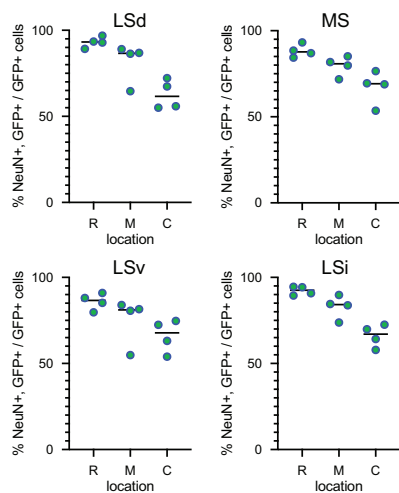 LSd
% NeuN+, GFP+ / GFP+ cells
100
50
0
R M C
location
MS
% NeuN+, GFP+ / GFP+ cells
100
50
0
R M C
location
LSv
% NeuN+, GFP+ / GFP+ cells
100
50
0
R M C
location
LSi
% NeuN+, GFP+ / GFP+ cells
100
50
0
R M C
location